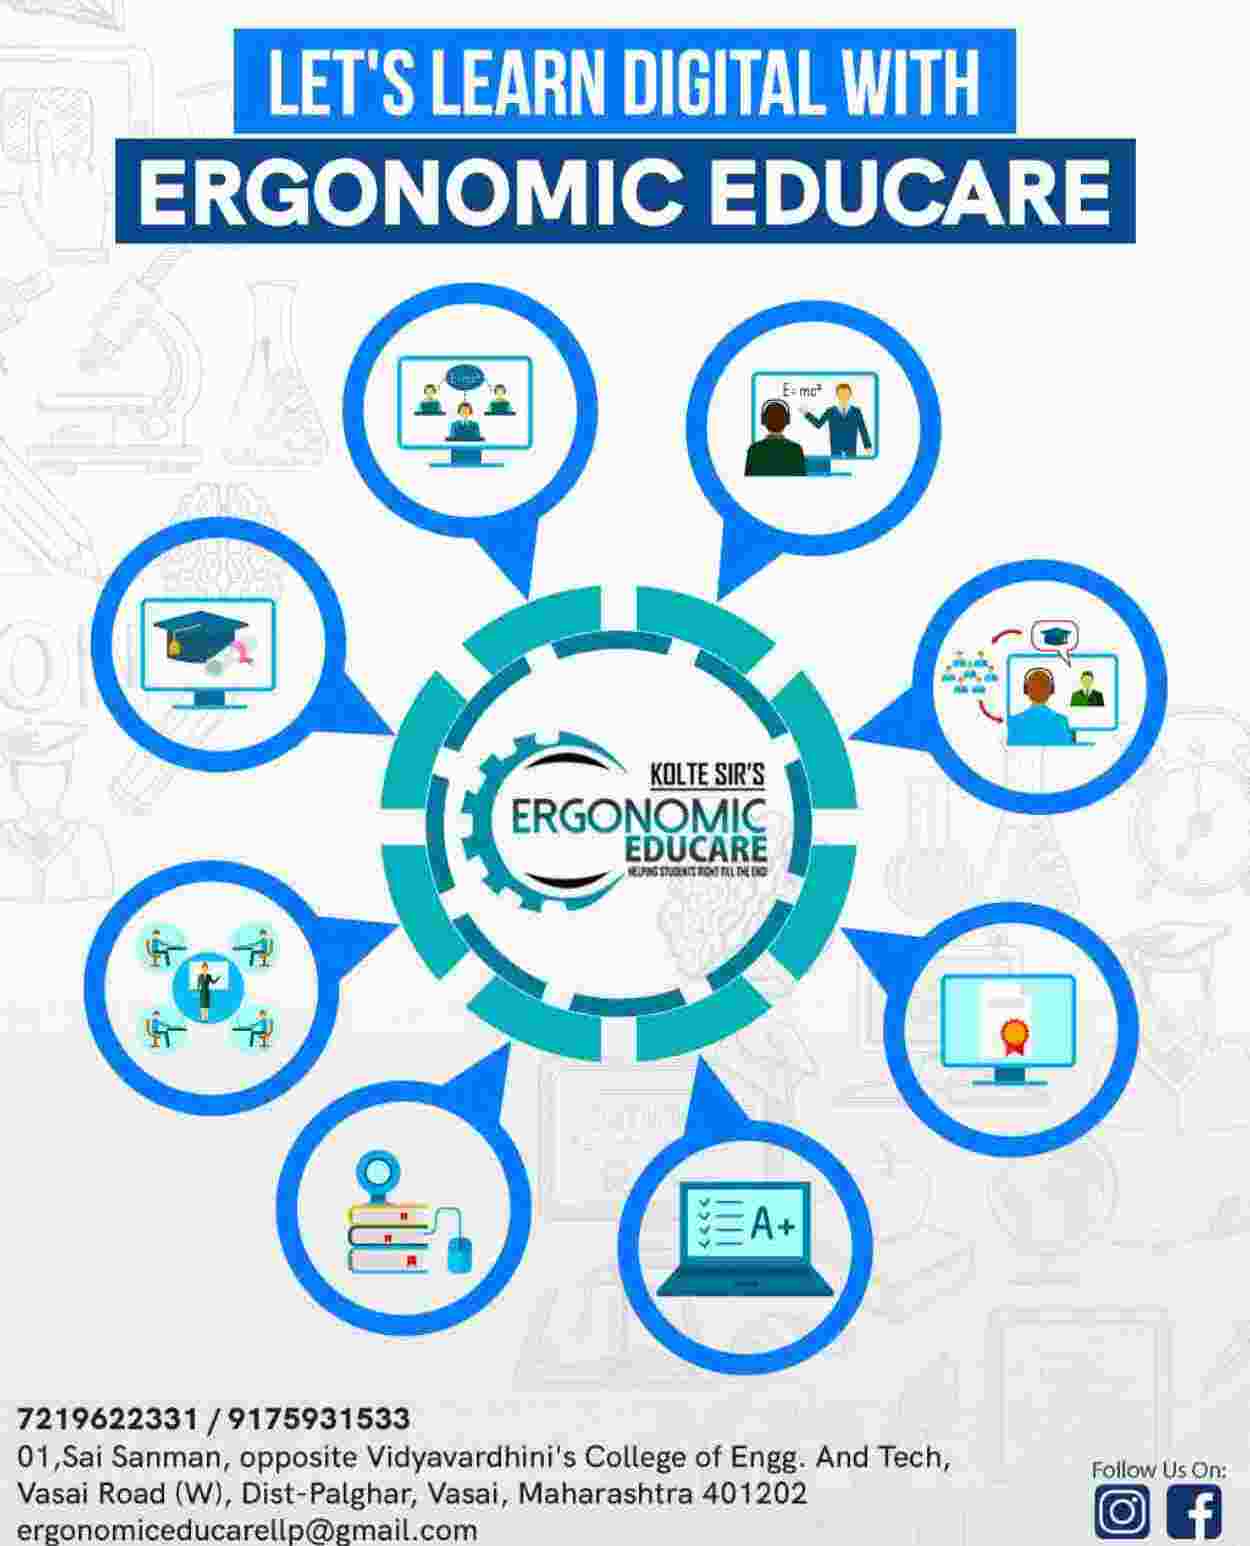 LET'S LEARN DIGITAL WITH
ERGONOMIC EDUCARE
E=mc²
E=mc²
KOLTE SIR'S
ERGONOMIC
EDUCARE
HELPING STUDENTS RIGHT TILL THE END
A+
7219622331 / 9175931533
01,Sai Sanman, opposite Vidyavardhini's College of Engg. And Tech,
Vasai Road (W), Dist-Palghar, Vasai, Maharashtra 401202
ergonomiceducarellp@gmail.com
Follow Us On: